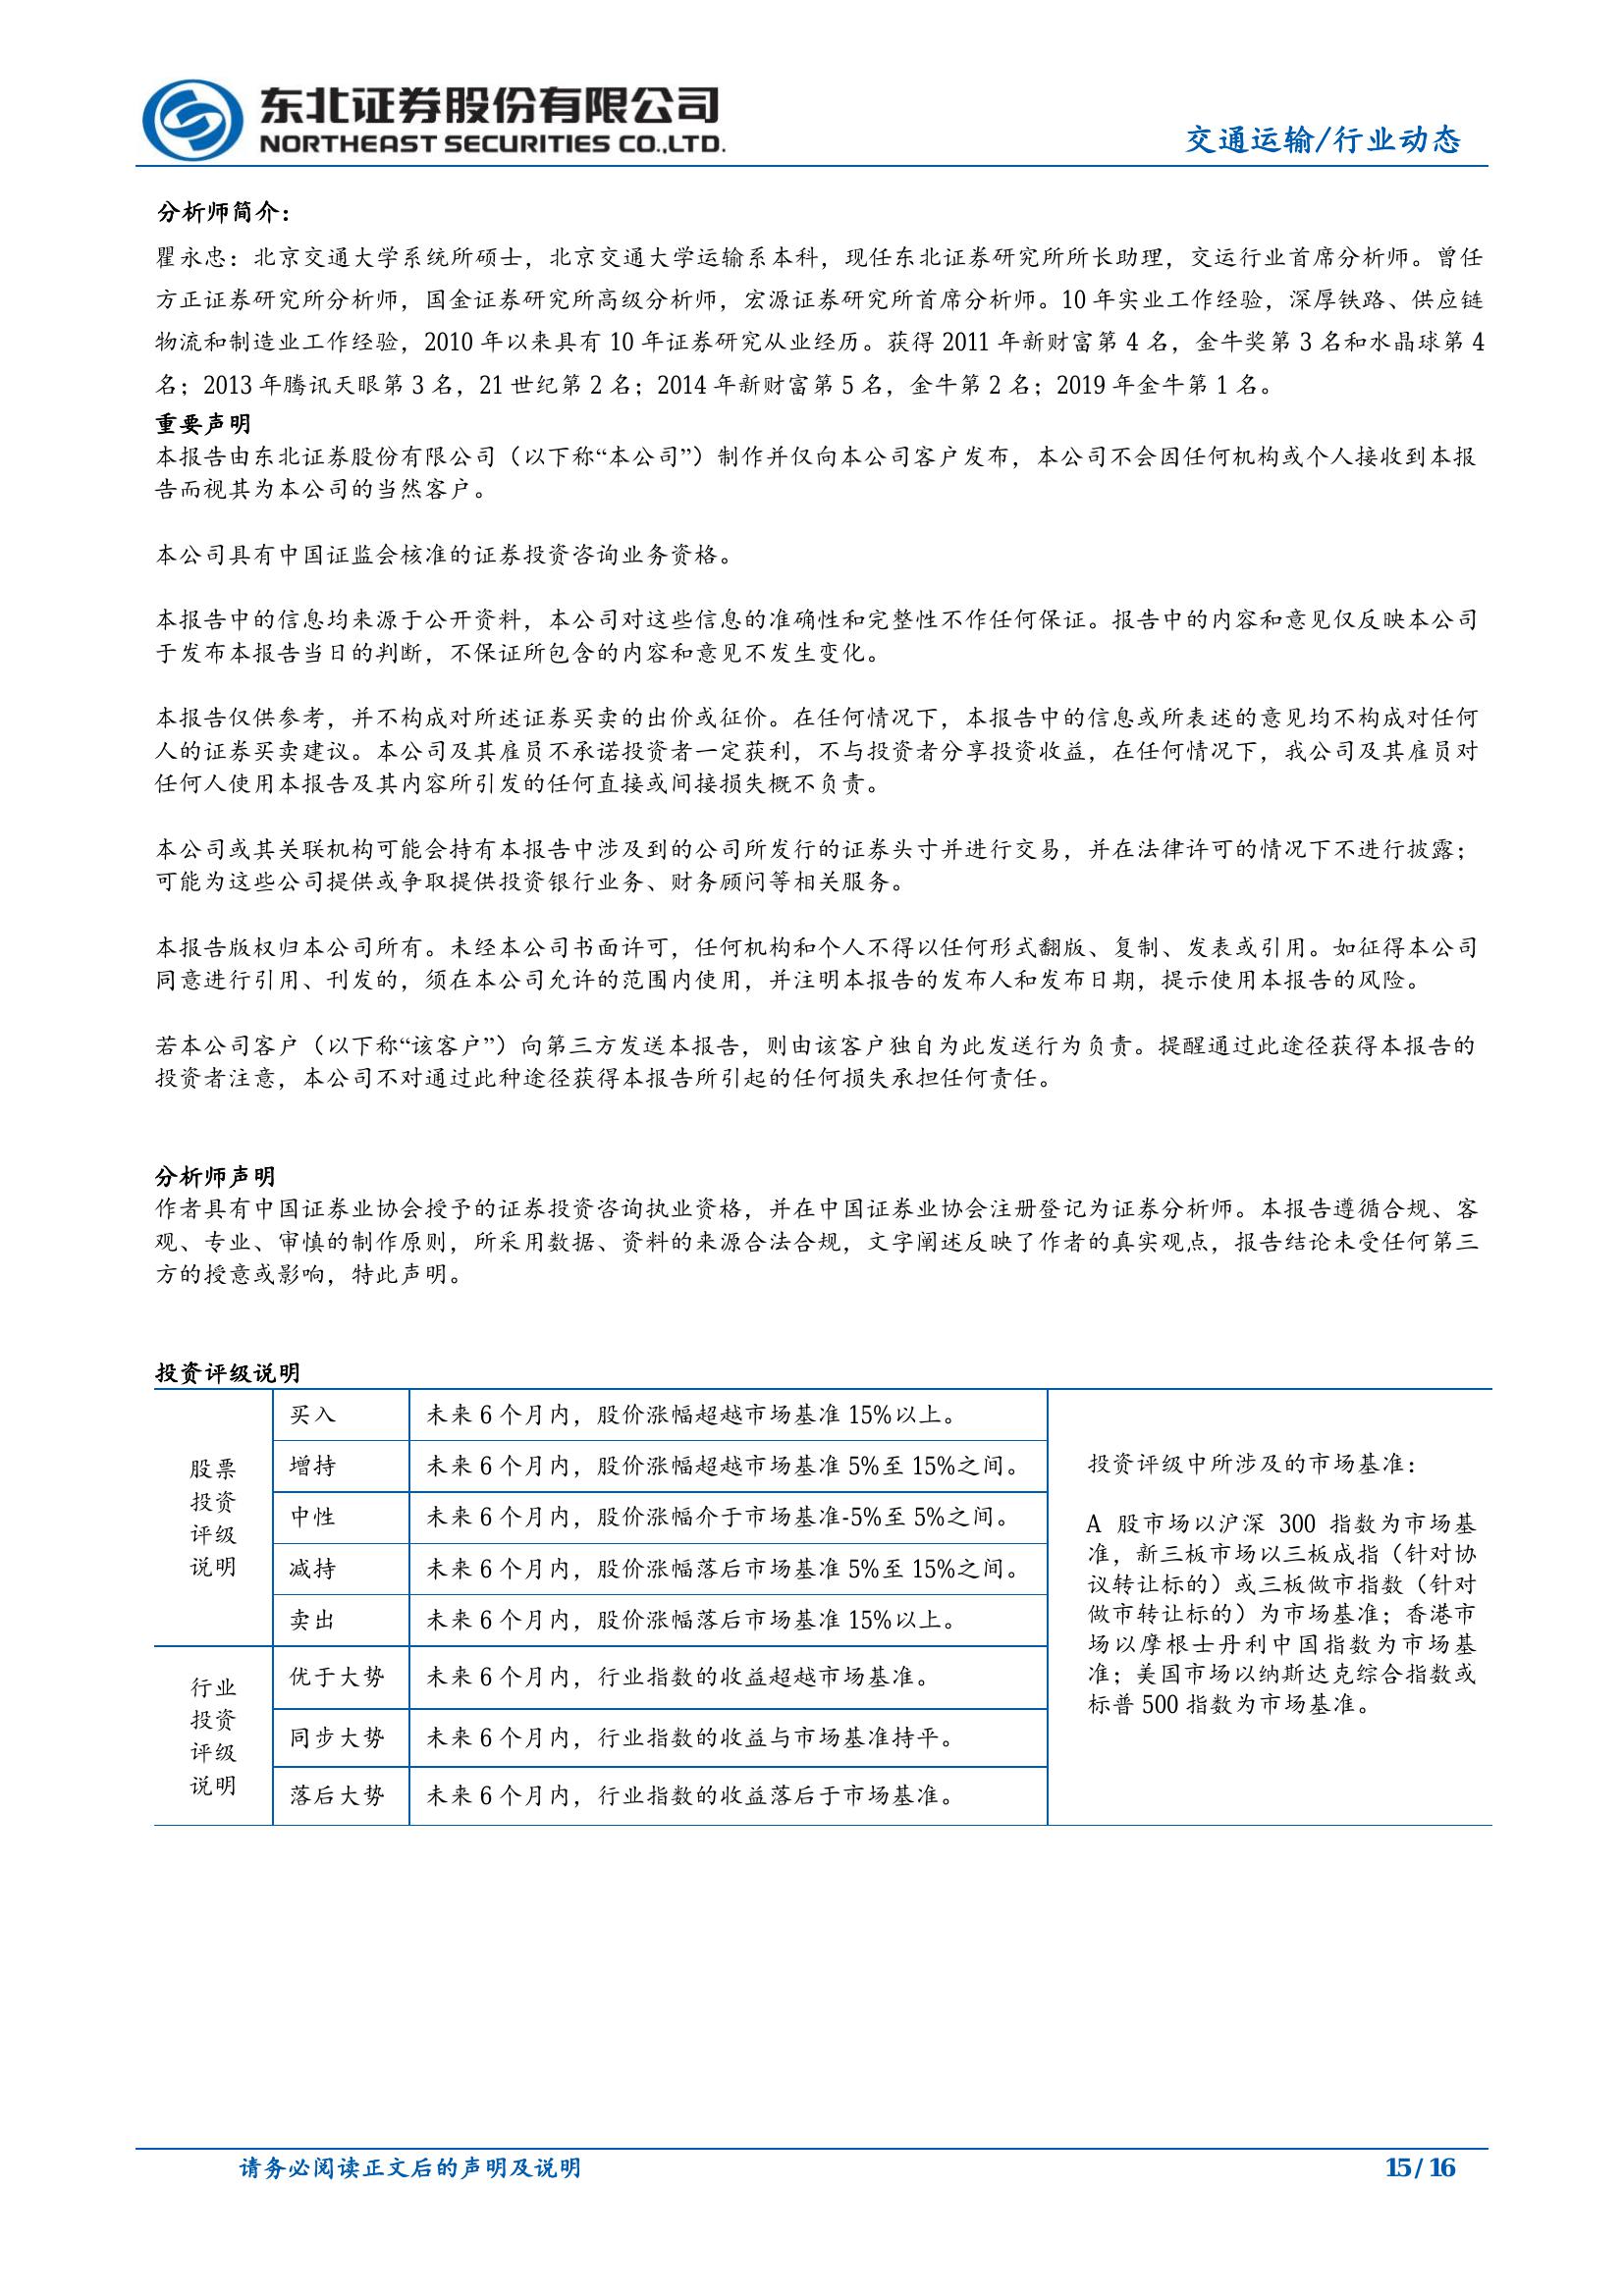 东北证券股份有限公司
NORTHEAST SECURITIES CO.,LTD.
交通运输/行业动态
分析师简介：
瞿永忠：北京交通大学系统所硕士，北京交通大学运输系本科，现任东北证券研究所所长助理，交运行业首席分析师。曾任
方正证券研究所分析师，国金证券研究所高级分析师，宏源证券研究所首席分析师。10 年实业工作经验，深厚铁路、供应链
物流和制造业工作经验，2010 年以来具有 10 年证券研究从业经历。获得 2011 年新财富第 4 名，金牛奖第 3 名和水晶球第 4
名；2013 年腾讯天眼第 3 名，21 世纪第 2 名；2014 年新财富第 5 名，金牛第 2 名；2019 年金牛第 1 名。
重要声明
本报告由东北证券股份有限公司（以下称“本公司”）制作并仅向本公司客户发布，本公司不会因任何机构或个人接收到本报
告而视其为本公司的当然客户。
本公司具有中国证监会核准的证券投资咨询业务资格。
本报告中的信息均来源于公开资料，本公司对这些信息的准确性和完整性不作任何保证。报告中的内容和意见仅反映本公司
于发布本报告当日的判断，不保证所包含的内容和意见不发生变化。
本报告仅供参考，并不构成对所述证券买卖的出价或征价。在任何情况下，本报告中的信息或所表述的意见均不构成对任何
人的证券买卖建议。本公司及其雇员不承诺投资者一定获利，不与投资者分享投资收益，在任何情况下，我公司及其雇员对
任何人使用本报告及其内容所引发的任何直接或间接损失概不负责。
本公司或其关联机构可能会持有本报告中涉及到的公司所发行的证券头寸并进行交易，并在法律许可的情况下不进行披露；
可能为这些公司提供或争取提供投资银行业务、财务顾问等相关服务。
本报告版权归本公司所有。未经本公司书面许可，任何机构和个人不得以任何形式翻版、复制、发表或引用。如征得本公司
同意进行引用、刊发的，须在本公司允许的范围内使用，并注明本报告的发布人和发布日期，提示使用本报告的风险。
若本公司客户（以下称“该客户”）向第三方发送本报告，则由该客户独自为此发送行为负责。提醒通过此途径获得本报告的
投资者注意，本公司不对通过此种途径获得本报告所引起的任何损失承担任何责任。
分析师声明
作者具有中国证券业协会授予的证券投资咨询执业资格，并在中国证券业协会注册登记为证券分析师。本报告遵循合规、客
观、专业、审慎的制作原则，所采用数据、资料的来源合法合规，文字阐述反映了作者的真实观点，报告结论未受任何第三
方的授意或影响，特此声明。
投资评级说明
股票
投资
评级
说明
买入 未来 6 个月内，股价涨幅超越市场基准 15%以上。
增持 未来 6 个月内，股价涨幅超越市场基准 5%至 15%之间。
中性 未来 6 个月内，股价涨幅介于市场基准-5%至 5%之间。
减持 未来 6 个月内，股价涨幅落后市场基准 5%至 15%之间。
卖出 未来 6 个月内，股价涨幅落后市场基准 15%以上。
行业
投资
评级
说明
优于大势 未来 6 个月内，行业指数的收益超越市场基准。
同步大势 未来 6 个月内，行业指数的收益与市场基准持平。
落后大势 未来 6 个月内，行业指数的收益落后于市场基准。
投资评级中所涉及的市场基准：
A 股市场以沪深 300 指数为市场基
准，新三板市场以三板成指（针对协
议转让标的）或三板做市指数（针对
做市转让标的）为市场基准；香港市
场以摩根士丹利中国指数为市场基
准；美国市场以纳斯达克综合指数或
标普 500 指数为市场基准。
请务必阅读正文后的声明及说明
15 / 16